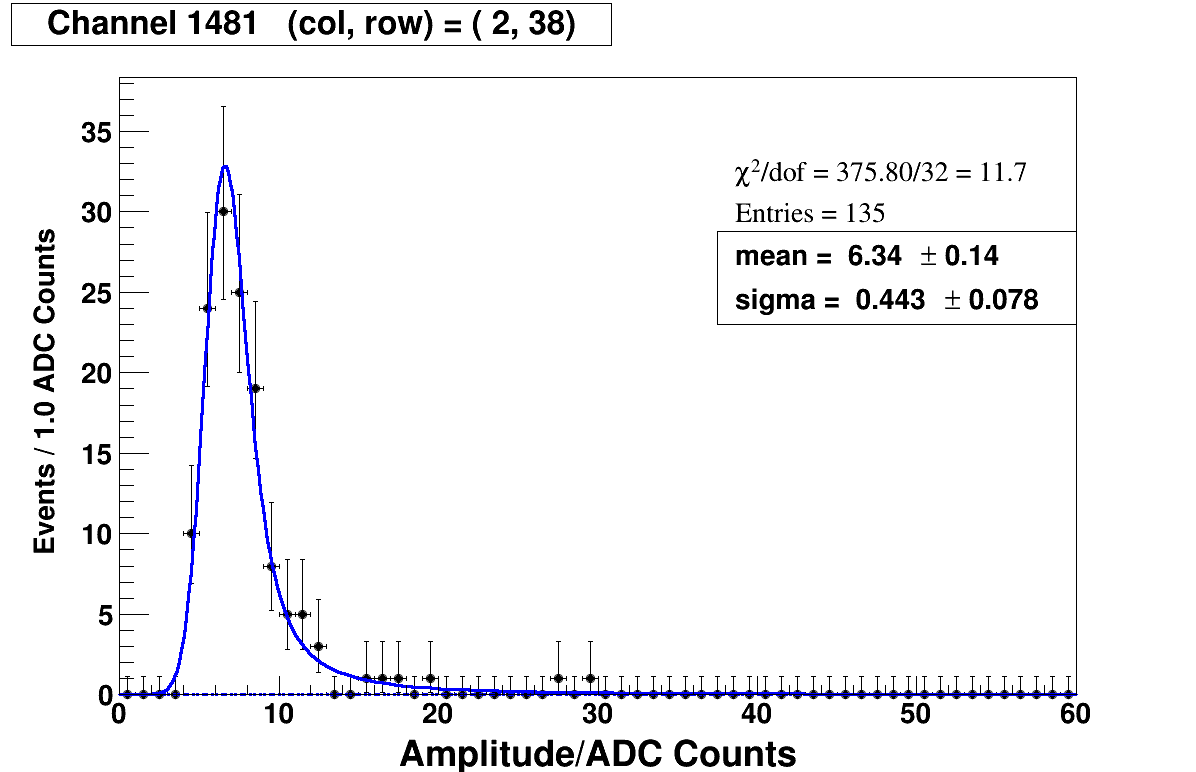 Channel 1481 (col, row) = ( 2, 38)
χ²/dof = 375.80/32 = 11.7
Entries = 135
mean = 6.34 ± 0.14
sigma = 0.443 ± 0.078
Events / 1.0 ADC Counts
35
30
25
20
15
10
5
0
0 10 20 30 40 50 60
Amplitude/ADC Counts